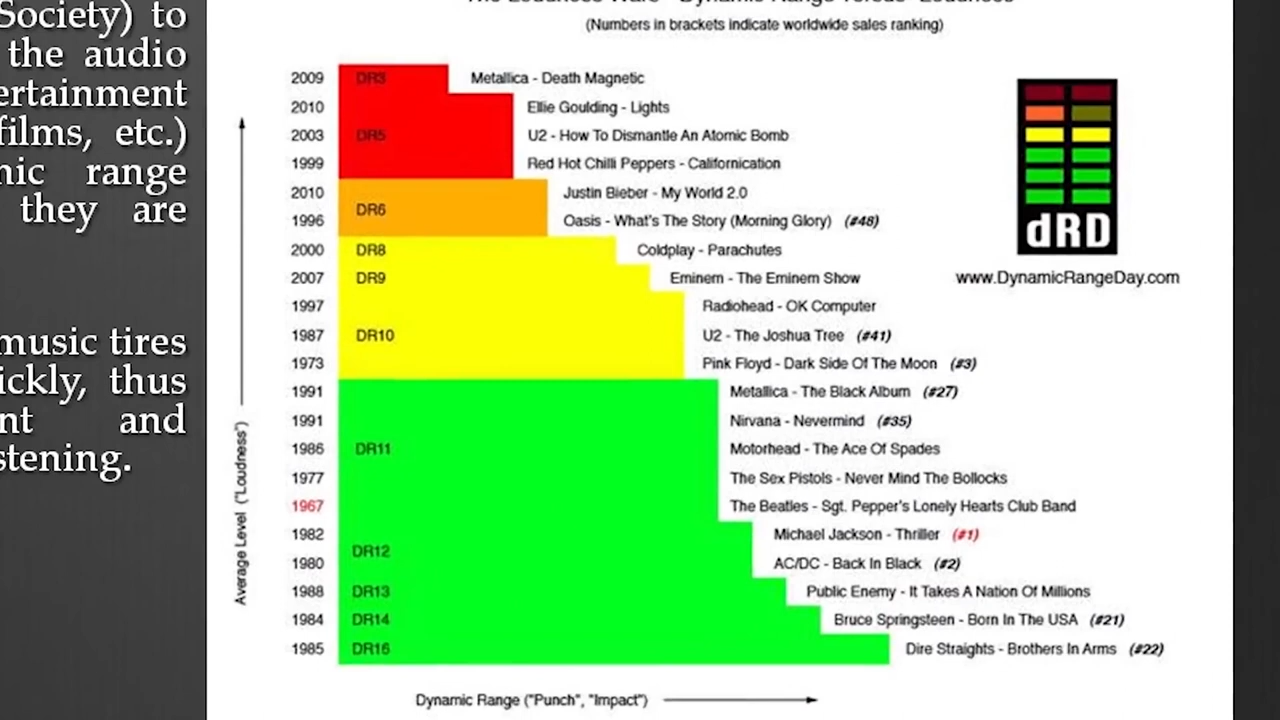 Society) to
the audio
ertainment
films, etc.)
nic range
they are
music tires
ickly, thus
nt and
stening.
(Numbers in brackets indicate worldwide sales ranking)
2009 DR3 Metallica - Death Magnetic
2010 Ellie Goulding - Lights
2003 DR5 U2 - How To Dismantle An Atomic Bomb
1999 Red Hot Chilli Peppers - Californication
2010 Justin Bieber - My World 2.0
DR6
1996 Oasis - What's The Story (Morning Glory) (#48)
2000 DR8 Coldplay - Parachutes
2007 DR9 Eminem - The Eminem Show
1997 Radiohead - OK Computer
1987 DR10 U2 - The Joshua Tree (#41)
1973 Pink Floyd - Dark Side Of The Moon (#3)
1991 Metallica - The Black Album (#27)
1991 Nirvana - Nevermind (#35)
1986 DR11 Motorhead - The Ace Of Spades
1977 The Sex Pistols - Never Mind The Bollocks
1967 The Beatles - Sgt. Pepper's Lonely Hearts Club Band
1982 Michael Jackson - Thriller (#1)
DR12
1980 AC/DC - Back In Black (#2)
1988 DR13 Public Enemy - It Takes A Nation Of Millions
1984 DR14 Bruce Springsteen - Born In The USA (#21)
1985 DR16 Dire Straights - Brothers In Arms (#22)
Average Level ("Loudness")
Dynamic Range ("Punch", "Impact")
dRD
www.DynamicRangeDay.com